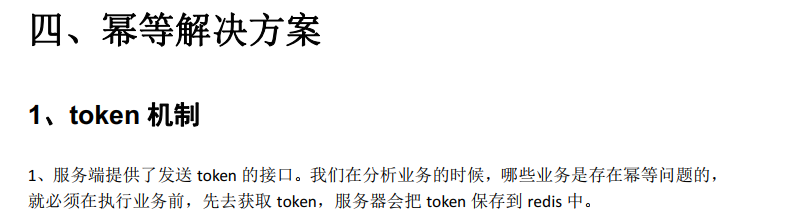 四、幂等解决方案
1、token 机制
1、服务端提供了发送 token 的接口。我们在分析业务的时候，哪些业务是存在幂等问题的，
就必须在执行业务前，先去获取 token，服务器会把 token 保存到 redis 中。